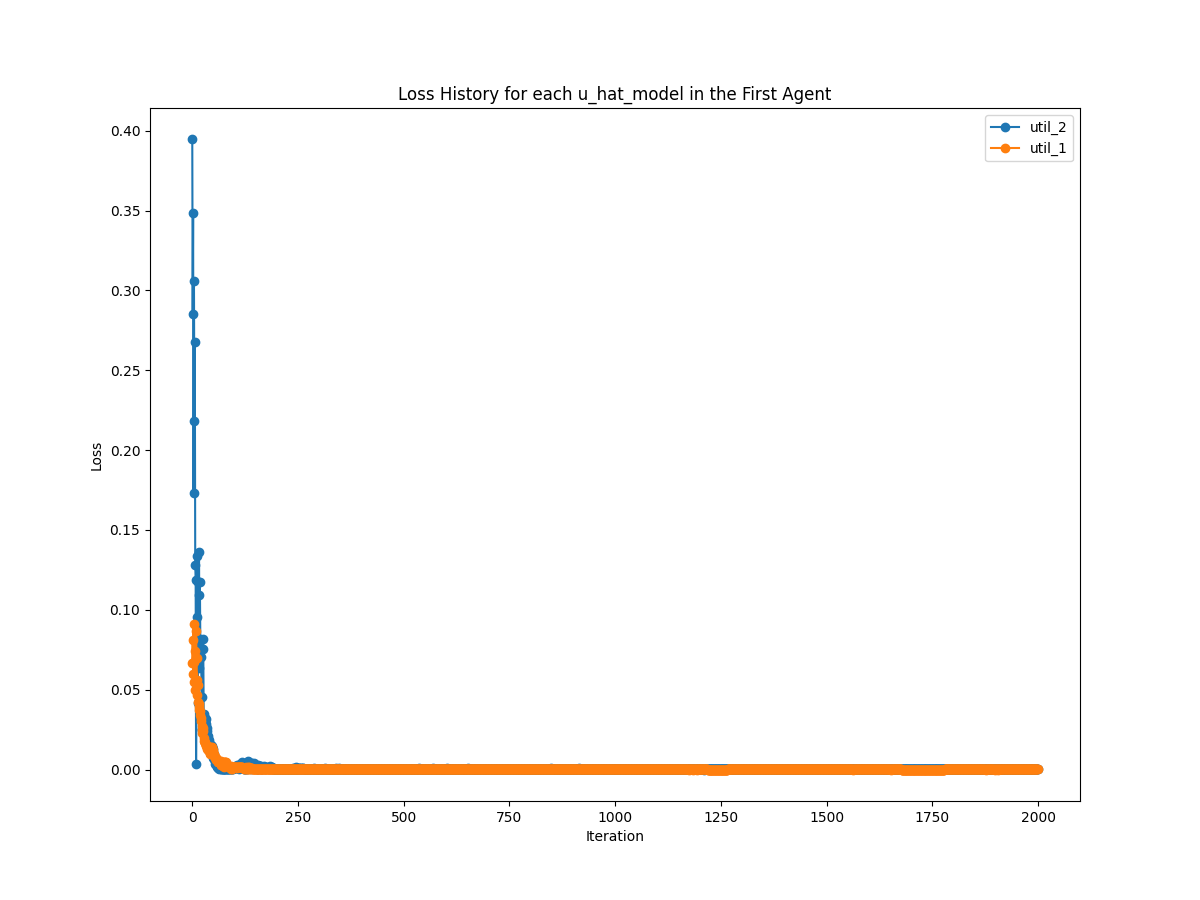 Loss History for each u_hat_model in the First Agent
util_2
util_1
0.40
0.35
0.30
0.25
0.20
0.15
0.10
0.05
0.00
Loss
0 250 500 750 1000 1250 1500 1750 2000
Iteration